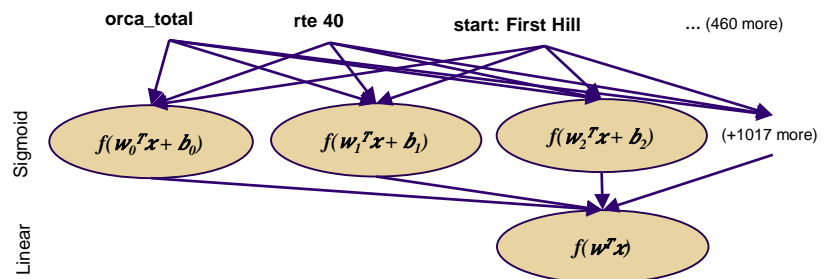 orca_total
rte 40
start: First Hill
... (460 more)
Sigmoid
f(w₀ᵀx + b₀)
f(w₁ᵀx + b₁)
f(w₂ᵀx + b₂)
(+1017 more)
Linear
f(wᵀx)